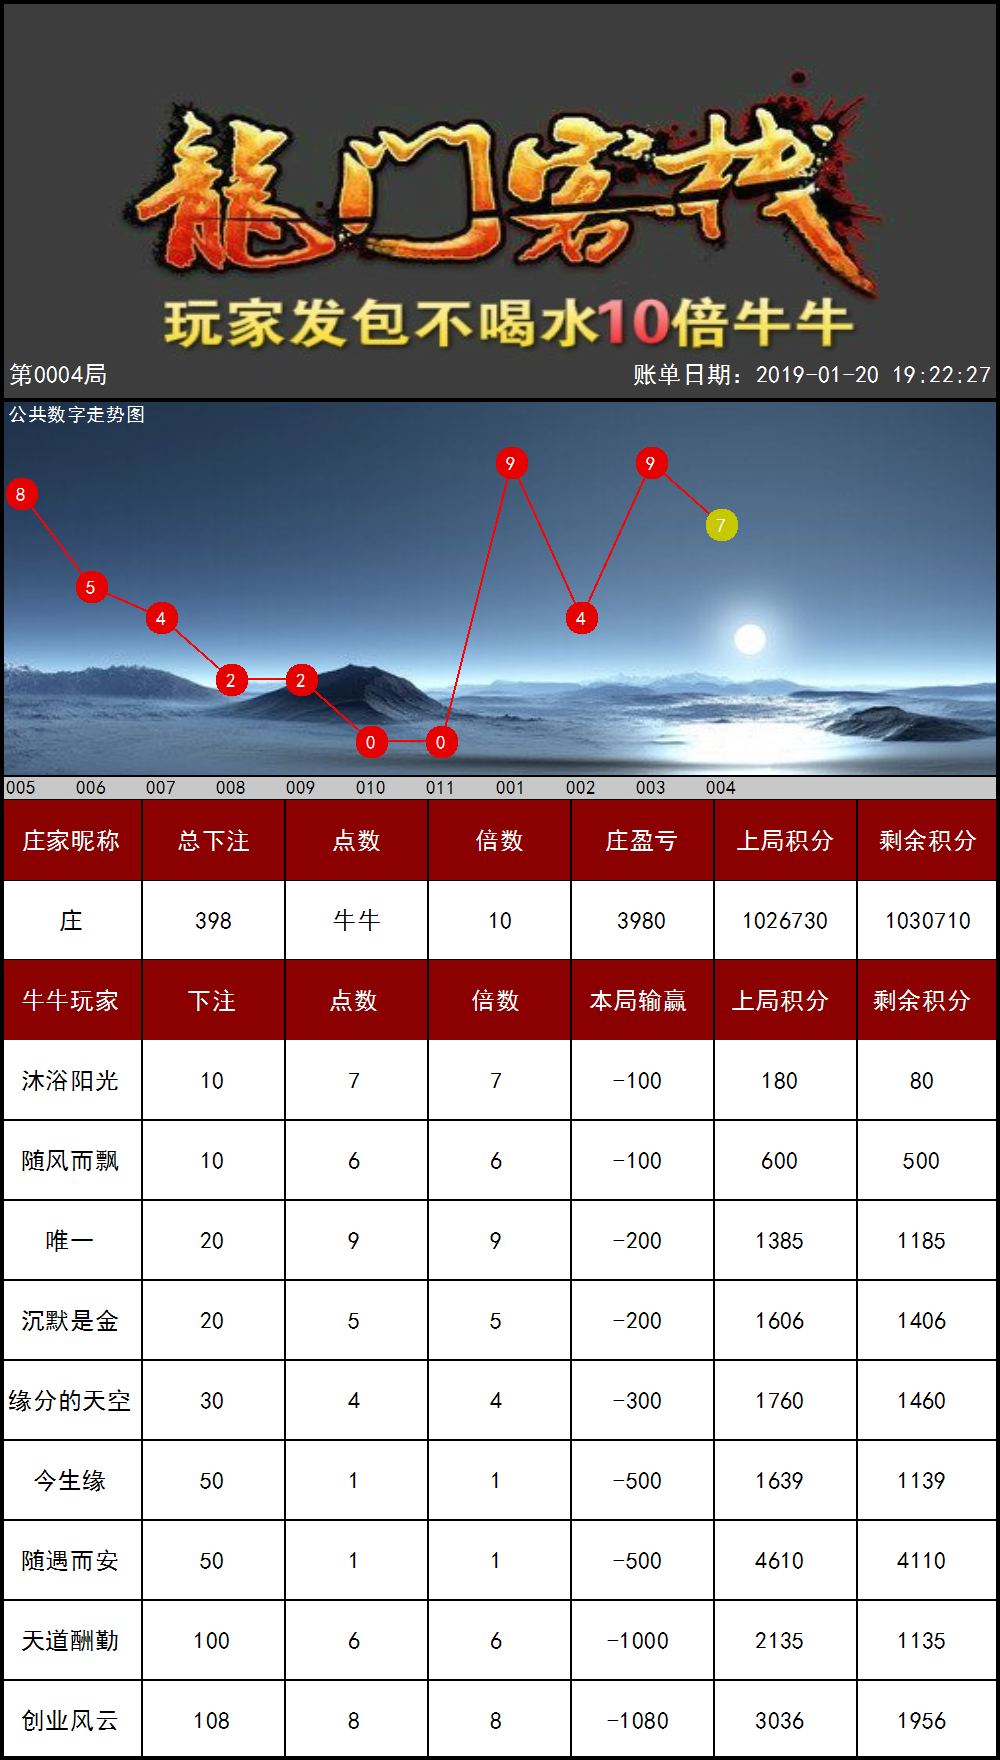 龍门客栈
玩家发包不喝水10倍牛牛
第0004局 账单日期：2019-01-20 19:22:27
公共数字走势图
8 5 4 2 2 0 0 9 4 9 7
005 006 007 008 009 010 011 001 002 003 004
庄家昵称 总下注 点数 倍数 庄盈亏 上局积分 剩余积分
庄 398 牛牛 10 3980 1026730 1030710
牛牛玩家 下注 点数 倍数 本局输赢 上局积分 剩余积分
沐浴阳光 10 7 7 -100 180 80
随风而飘 10 6 6 -100 600 500
唯一 20 9 9 -200 1385 1185
沉默是金 20 5 5 -200 1606 1406
缘分的天空 30 4 4 -300 1760 1460
今生缘 50 1 1 -500 1639 1139
随遇而安 50 1 1 -500 4610 4110
天道酬勤 100 6 6 -1000 2135 1135
创业风云 108 8 8 -1080 3036 1956